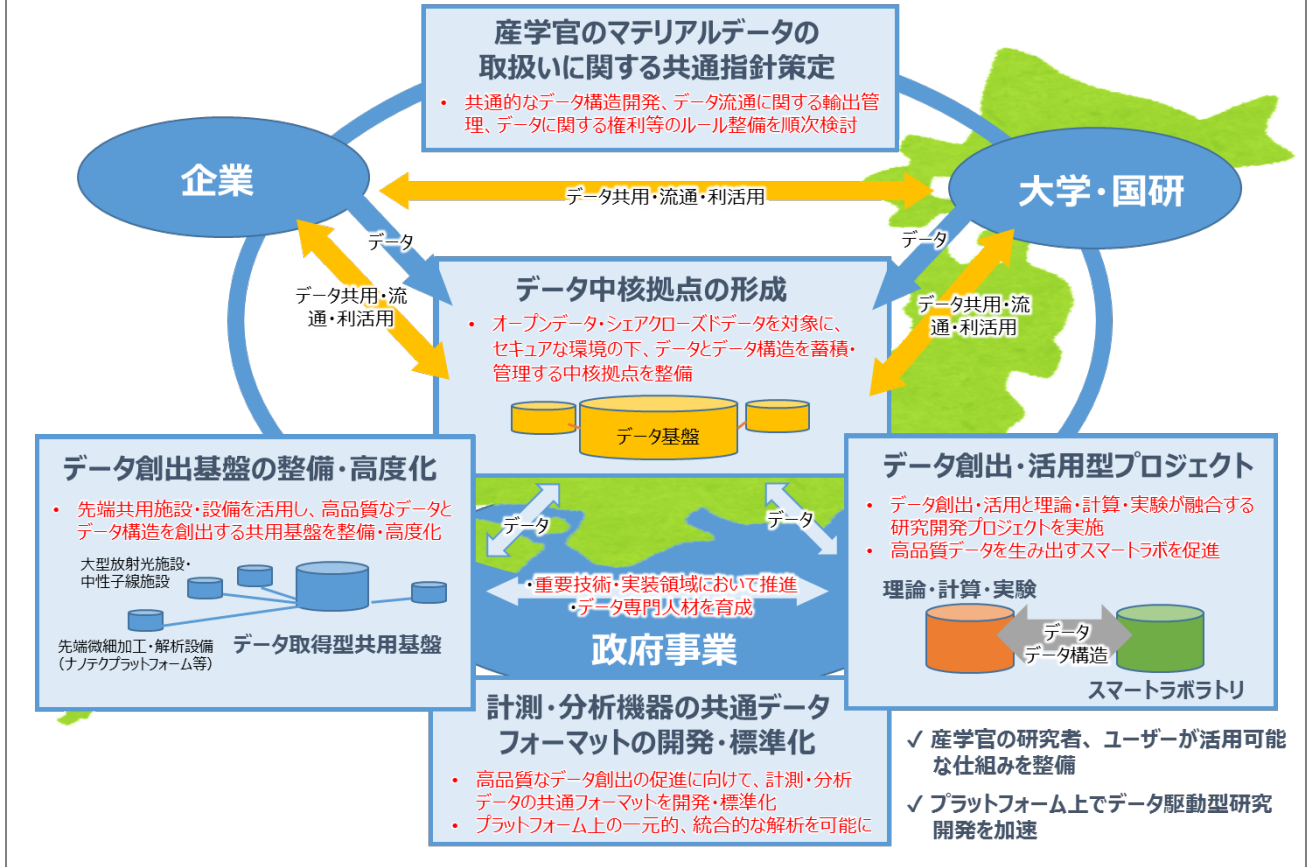 産学官のマテリアルデータの
取扱いに関する共通指針策定
• 共通的なデータ構造開発、データ流通に関する輸出管
理、データに関する権利等のルール整備を順次検討
企業
大学・国研
データ共用・流通・利活用
データ
データ
データ共用・流
通・利活用
データ共用・流
通・利活用
データ中核拠点の形成
• オープンデータ・シェアクローズドデータを対象に、
セキュアな環境の下、データとデータ構造を蓄積・
管理する中核拠点を整備
データ基盤
データ創出基盤の整備・高度化
• 先端共用施設・設備を活用し、高品質なデータと
データ構造を創出する共用基盤を整備・高度化
大型放射光施設・
中性子線施設
先端微細加工・解析設備
（ナノテクプラットフォーム等）
データ取得型共用基盤
データ
データ
・重要技術・実装領域において推進
・データ専門人材を育成
政府事業
データ創出・活用型プロジェクト
• データ創出・活用と理論・計算・実験が融合する
研究開発プロジェクトを実施
• 高品質データを生み出すスマートラボを促進
理論・計算・実験
データ
データ構造
スマートラボラトリ
計測・分析機器の共通データ
フォーマットの開発・標準化
• 高品質なデータ創出の促進に向けて、計測・分析
データの共通フォーマットを開発・標準化
• プラットフォーム上の一元的、統合的な解析を可能に
✓ 産学官の研究者、ユーザーが活用可能
な仕組みを整備
✓ プラットフォーム上でデータ駆動型研究
開発を加速